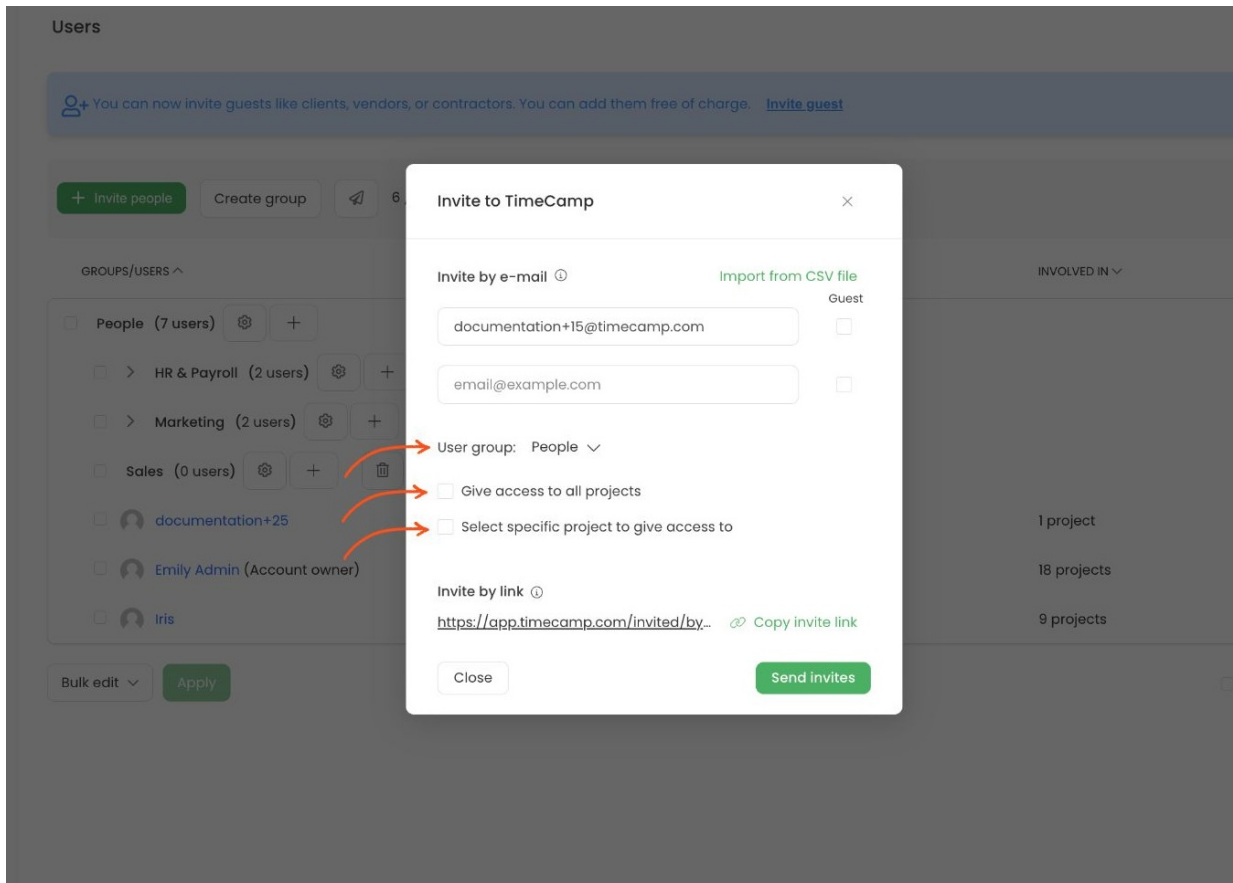 Users
You can now invite guests like clients, vendors, or contractors. You can add them free of charge. Invite guest
+ Invite people Create group 6
GROUPS/USERS INVOLVED IN
People (7 users)
HR & Payroll (2 users)
Marketing (2 users)
Sales (0 users)
documentation+25 1 project
Emily Admin (Account owner) 18 projects
Iris 9 projects
Bulk edit Apply
Invite to TimeCamp
Invite by e-mail Import from CSV file
Guest
documentation+15@timecamp.com
email@example.com
User group: People
Give access to all projects
Select specific project to give access to
Invite by link
https://app.timecamp.com/invited/by... Copy invite link
Close Send invites